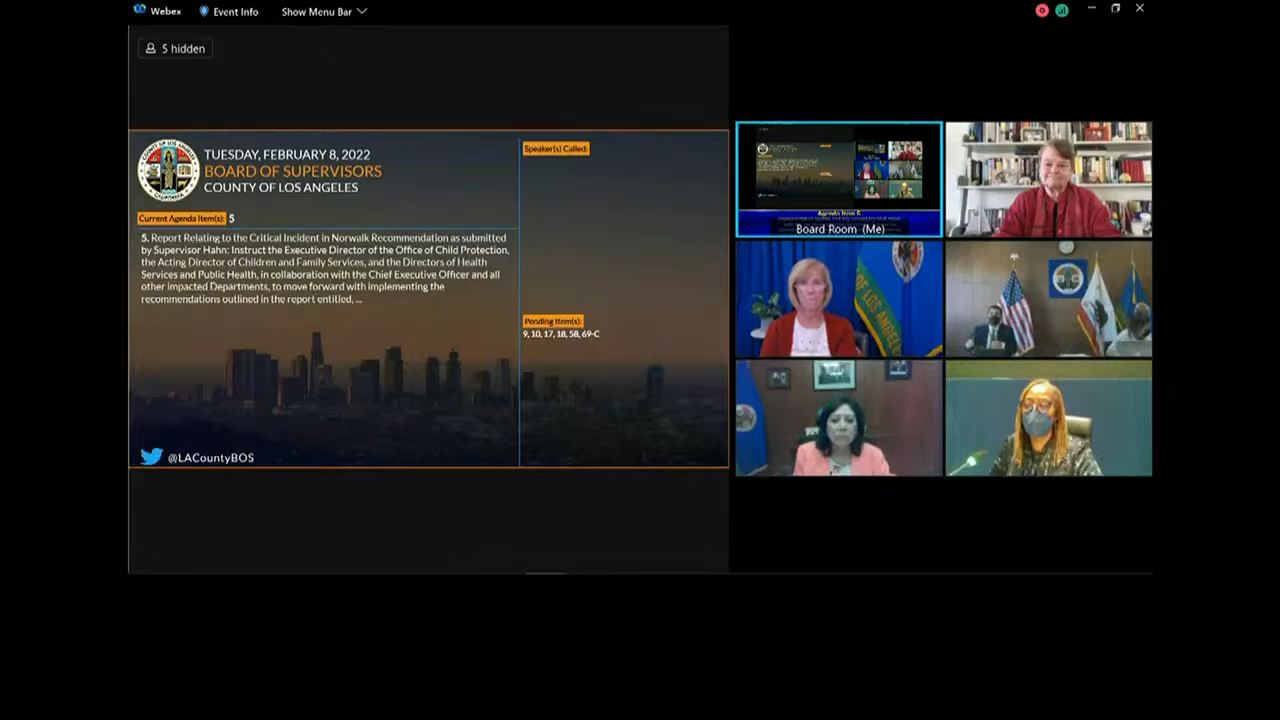 Webex
Event Info
Show Menu Bar
5 hidden
TUESDAY, FEBRUARY 8, 2022
BOARD OF SUPERVISORS
COUNTY OF LOS ANGELES
Current Agenda Item(s): 5
5. Report Relating to the Critical Incident in Norwalk Recommendation as submitted
by Supervisor Hahn: Instruct the Executive Director of the Office of Child Protection,
the Acting Director of Children and Family Services, and the Directors of Health
Services and Public Health, in collaboration with the Chief Executive Officer and all
other impacted Departments, to move forward with implementing the
recommendations outlined in the report entitled, ...
@LACountyBOS
Speaker(s) Called:
Pending Item(s):
9, 10, 17, 18, 58, 69-C
Board Room (Me)
OF LOS ANGELES